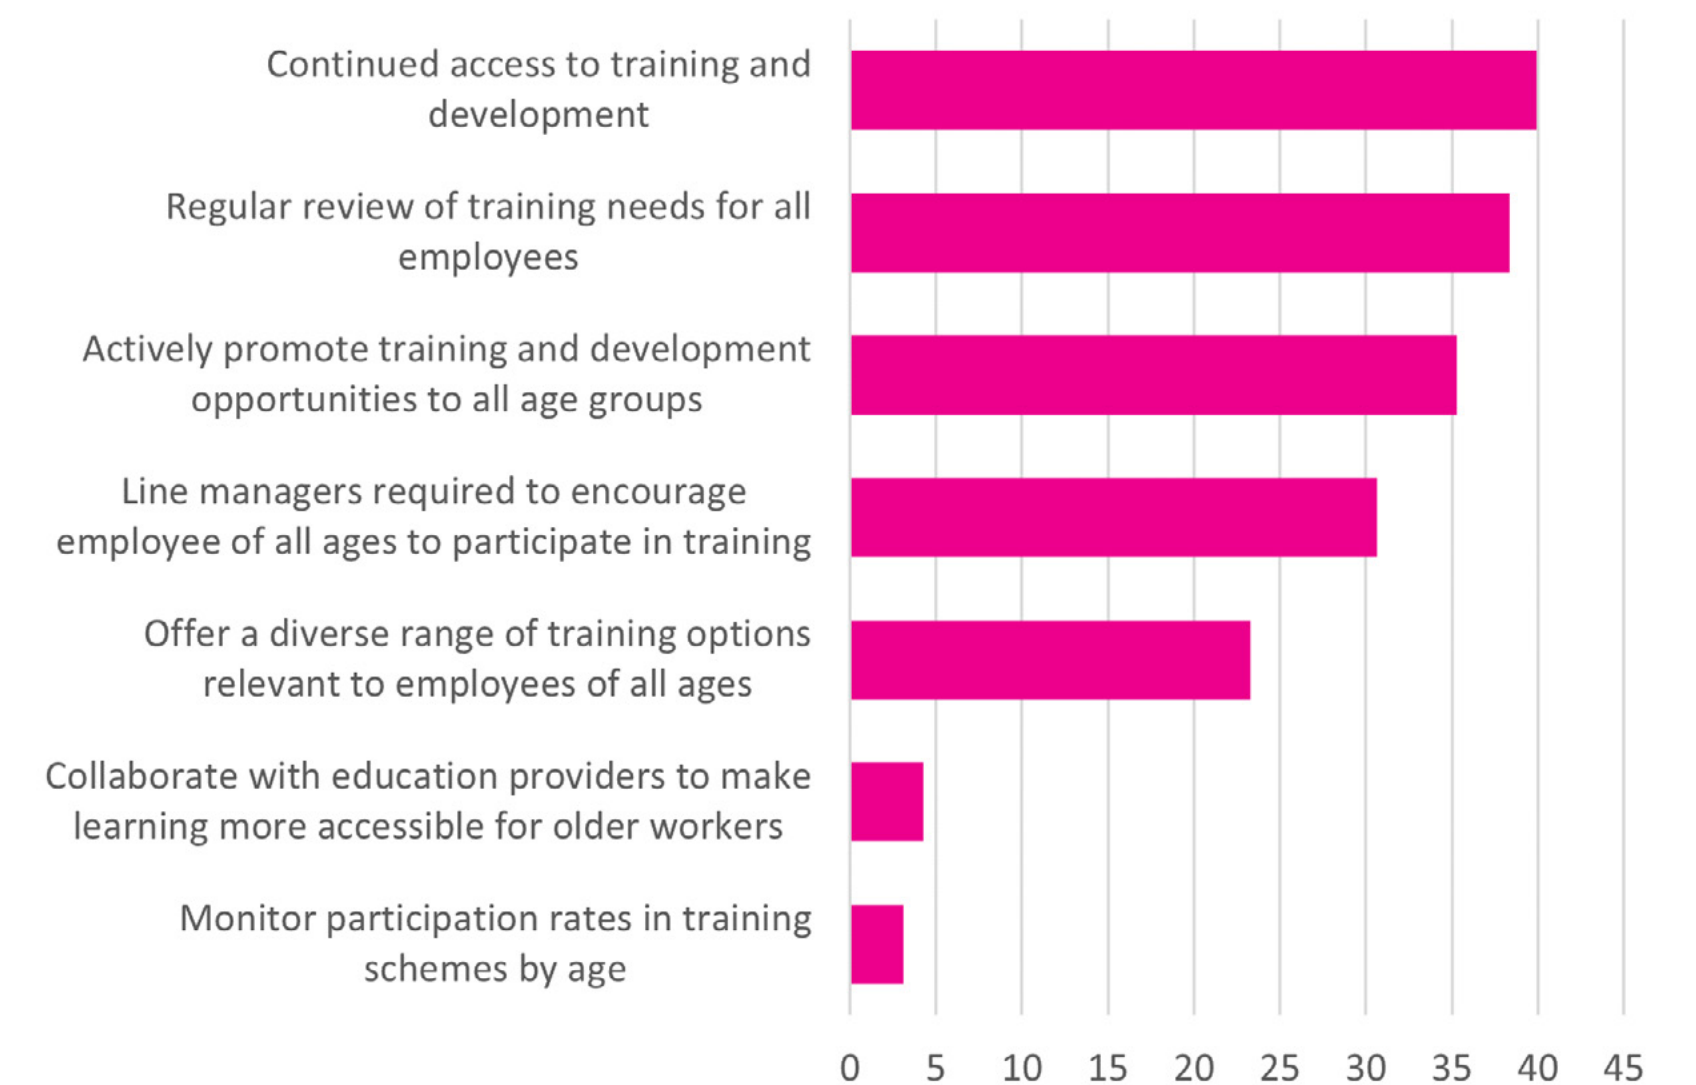 Continued access to training and
development
Regular review of training needs for all
employees
Actively promote training and development
opportunities to all age groups
Line managers required to encourage
employee of all ages to participate in training
Offer a diverse range of training options
relevant to employees of all ages
Collaborate with education providers to make
learning more accessible for older workers
Monitor participation rates in training
schemes by age
0 5 10 15 20 25 30 35 40 45